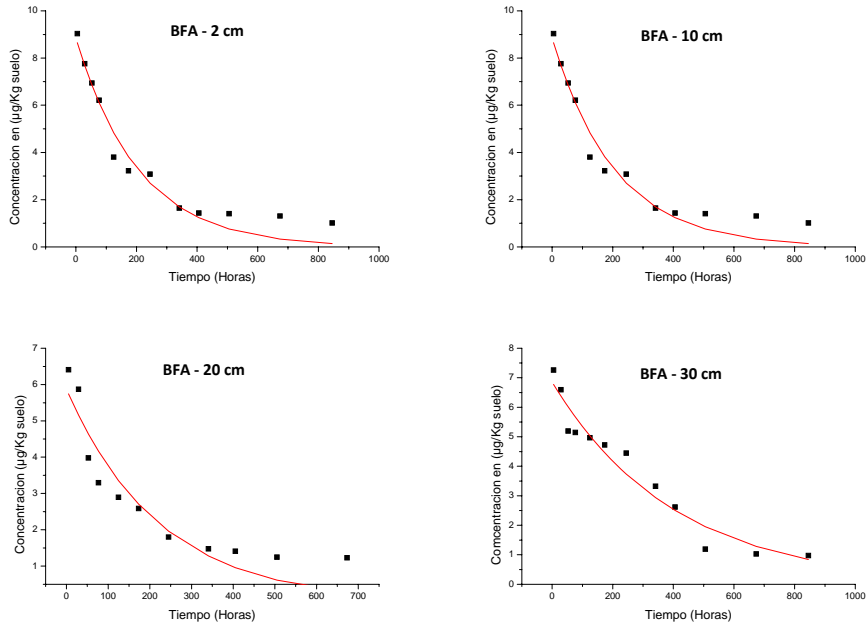 BFA - 2 cm
Concentracion en (µg/Kg suelo)
10
8
6
4
2
0
0 200 400 600 800 1000
Tiempo (Horas)
BFA - 10 cm
Concentracion en (µg/Kg suelo)
10
8
6
4
2
0
0 200 400 600 800 1000
Tiempo (Horas)
BFA - 20 cm
Concentracion en (µg/Kg suelo)
7
6
5
4
3
2
1
0 100 200 300 400 500 600 700
Tiempo (Horas)
BFA - 30 cm
Comcentracion en (µg/Kg suelo)
8
7
6
5
4
3
2
1
0
0 200 400 600 800 1000
Tiempo (Horas)